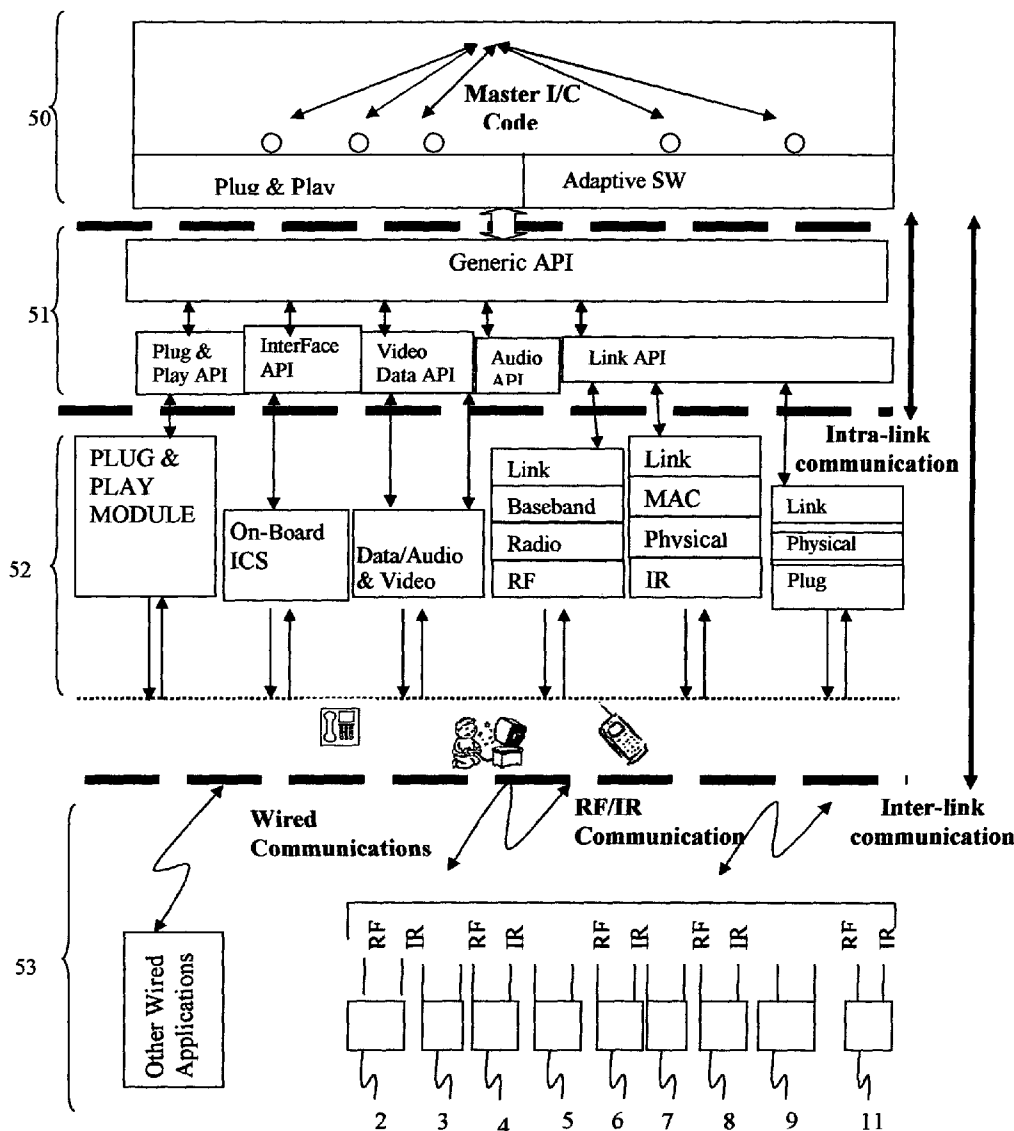 50
Master I/C
Code
Plug & Play
Adaptive SW
51
Generic API
Plug &
Play API
InterFace
API
Video
Data API
Audio
API
Link API
Intra-link
communication
52
PLUG &
PLAY
MODULE
On-Board
ICS
Data/Audio
& Video
Link
Baseband
Radio
RF
Link
MAC
Physical
IR
Link
Physical
Plug
Wired
Communications
RF/IR
Communication
Inter-link
communication
53
Other Wired
Applications
RF
IR
RF
IR
RF
IR
RF
IR
RF
IR
2
3
4
5
6
7
8
9
11